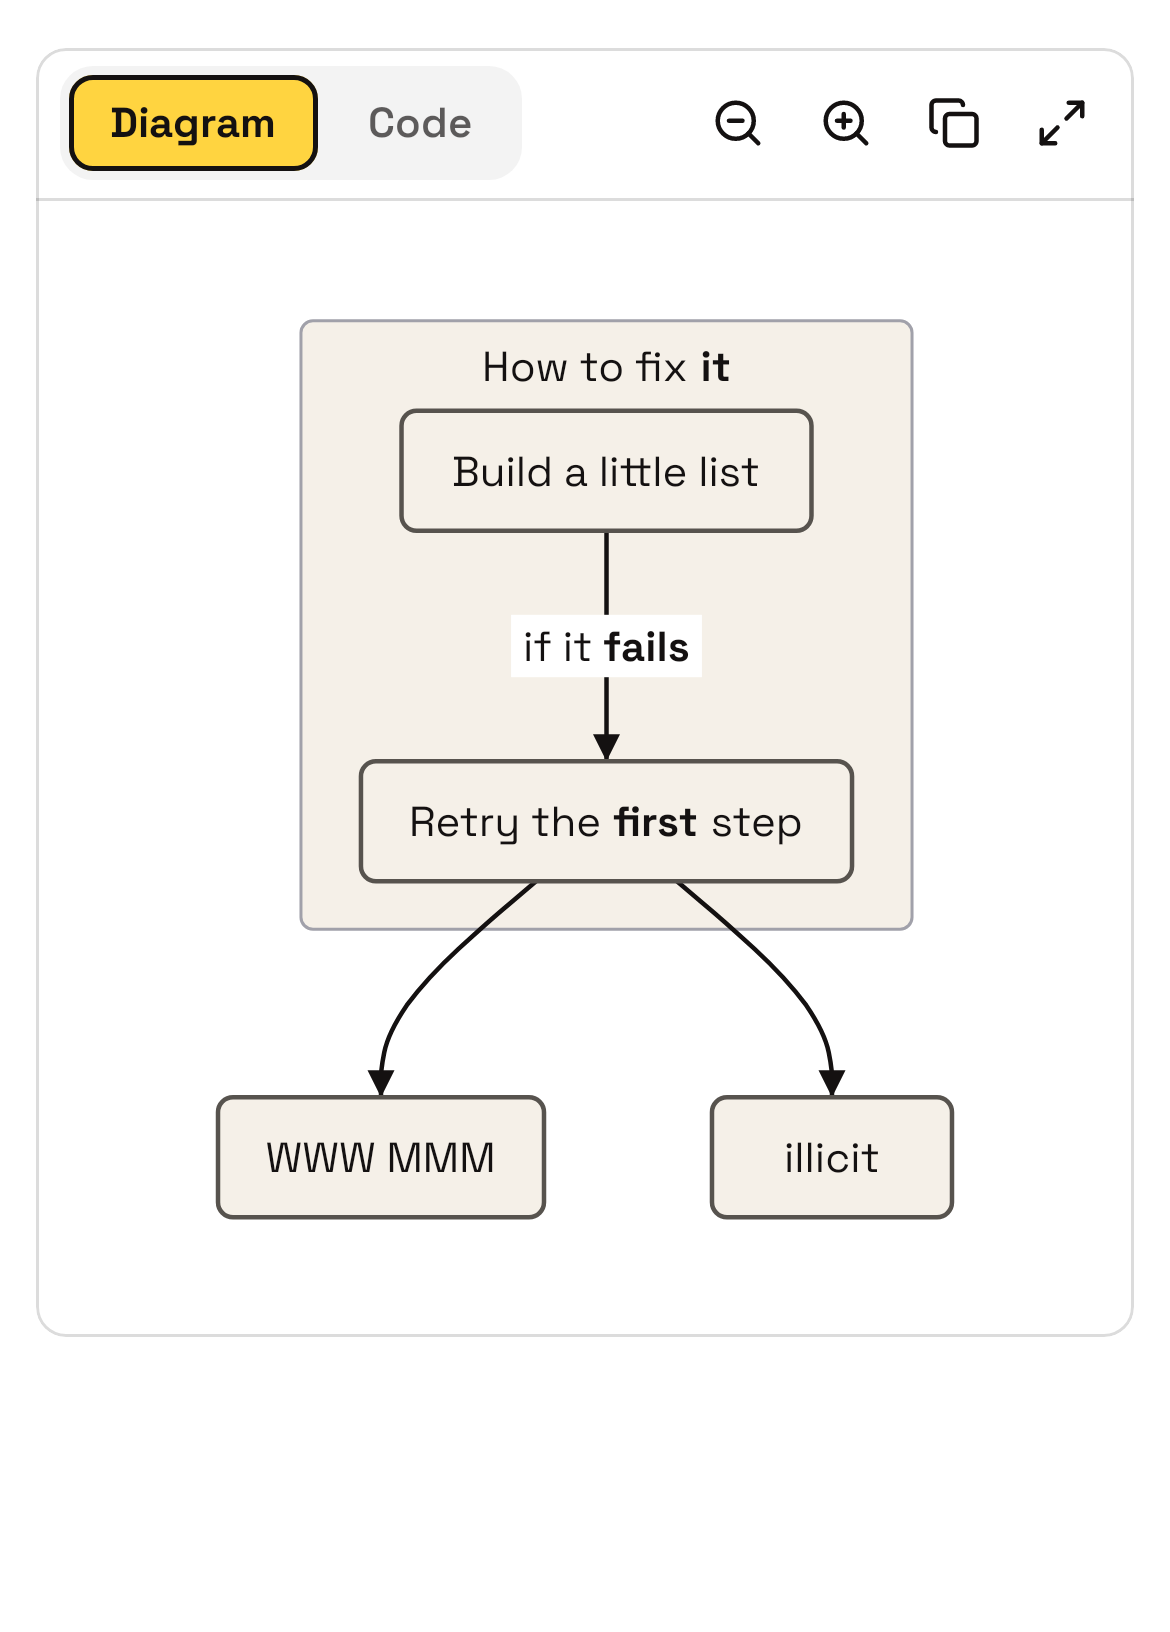 Diagram Code
How to fix it
Build a little list
if it fails
Retry the first step
WWW MMM
illicit